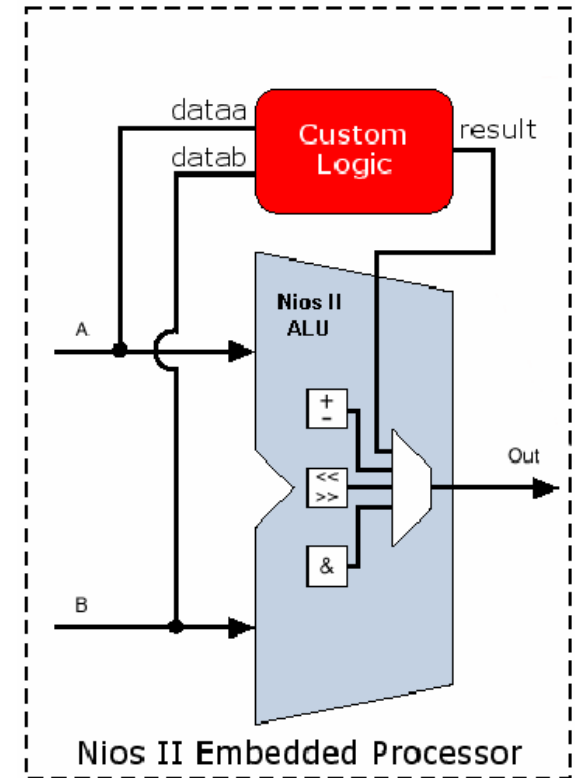 dataa
datab
Custom
Logic
result
Nios II
ALU
A
+
-
<<
>>
Out
&
B
Nios II Embedded Processor